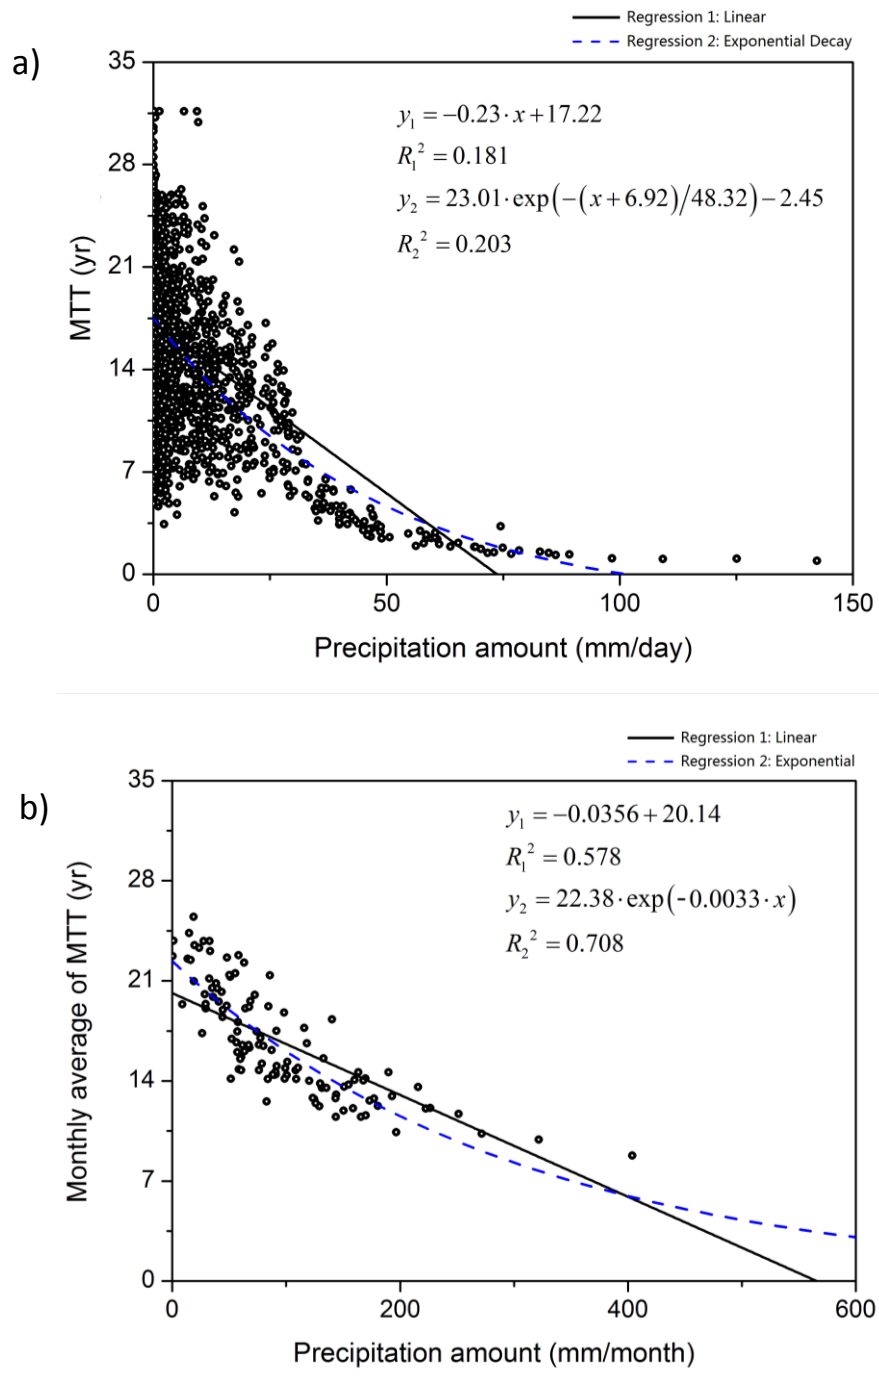 Regression 1: Linear
Regression 2: Exponential Decay
a)
35
28
21
14
7
0
MTT (yr)
y₁ = −0.23·x+17.22
R₁² = 0.181
y₂ = 23.01·exp(−(x+6.92)/48.32)−2.45
R₂² = 0.203
0 50 100 150
Precipitation amount (mm/day)
Regression 1: Linear
Regression 2: Exponential
b)
35
28
21
14
7
0
Monthly average of MTT (yr)
y₁ = −0.0356+20.14
R₁² = 0.578
y₂ = 22.38·exp(-0.0033·x)
R₂² = 0.708
0 200 400 600
Precipitation amount (mm/month)